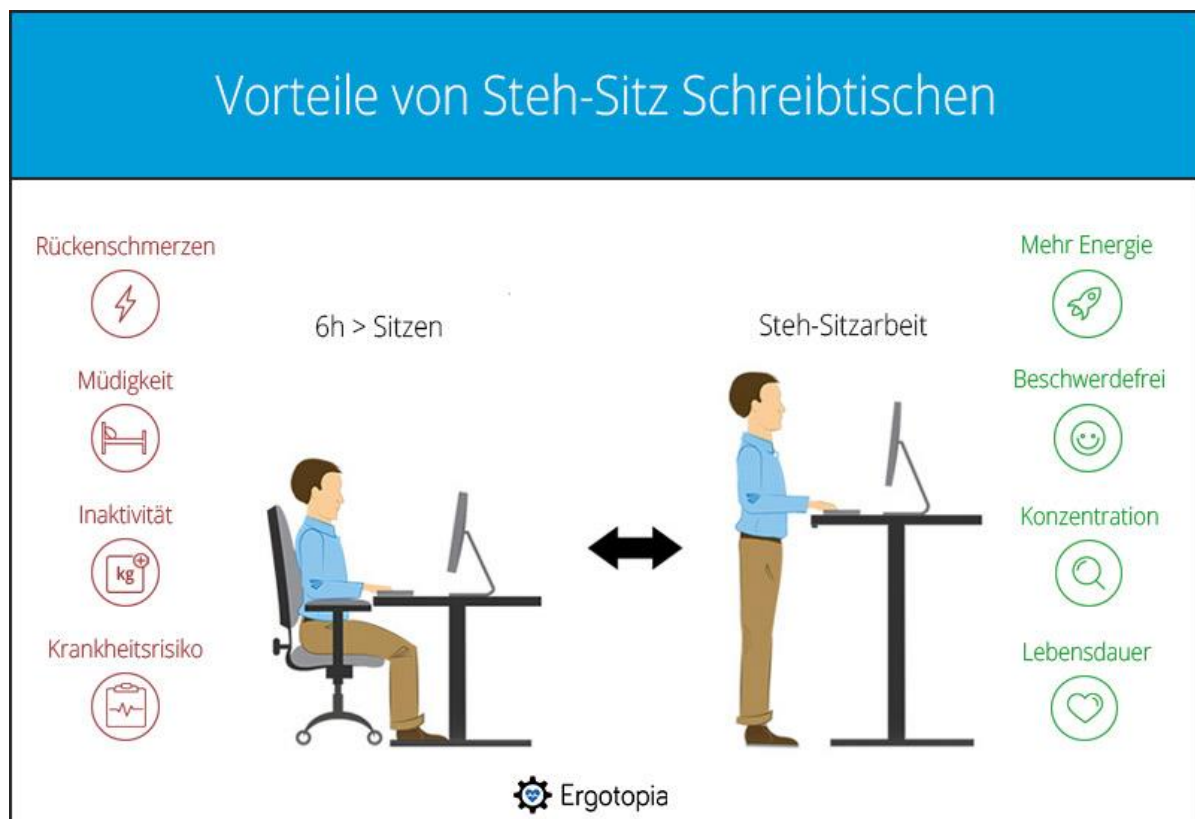 Vorteile von Steh-Sitz Schreibtischen
Rückenschmerzen
Müdigkeit
Inaktivität
kg
Krankheitsrisiko
6h > Sitzen
Steh-Sitzarbeit
Mehr Energie
Beschwerdefrei
Konzentration
Lebensdauer
Ergotopia